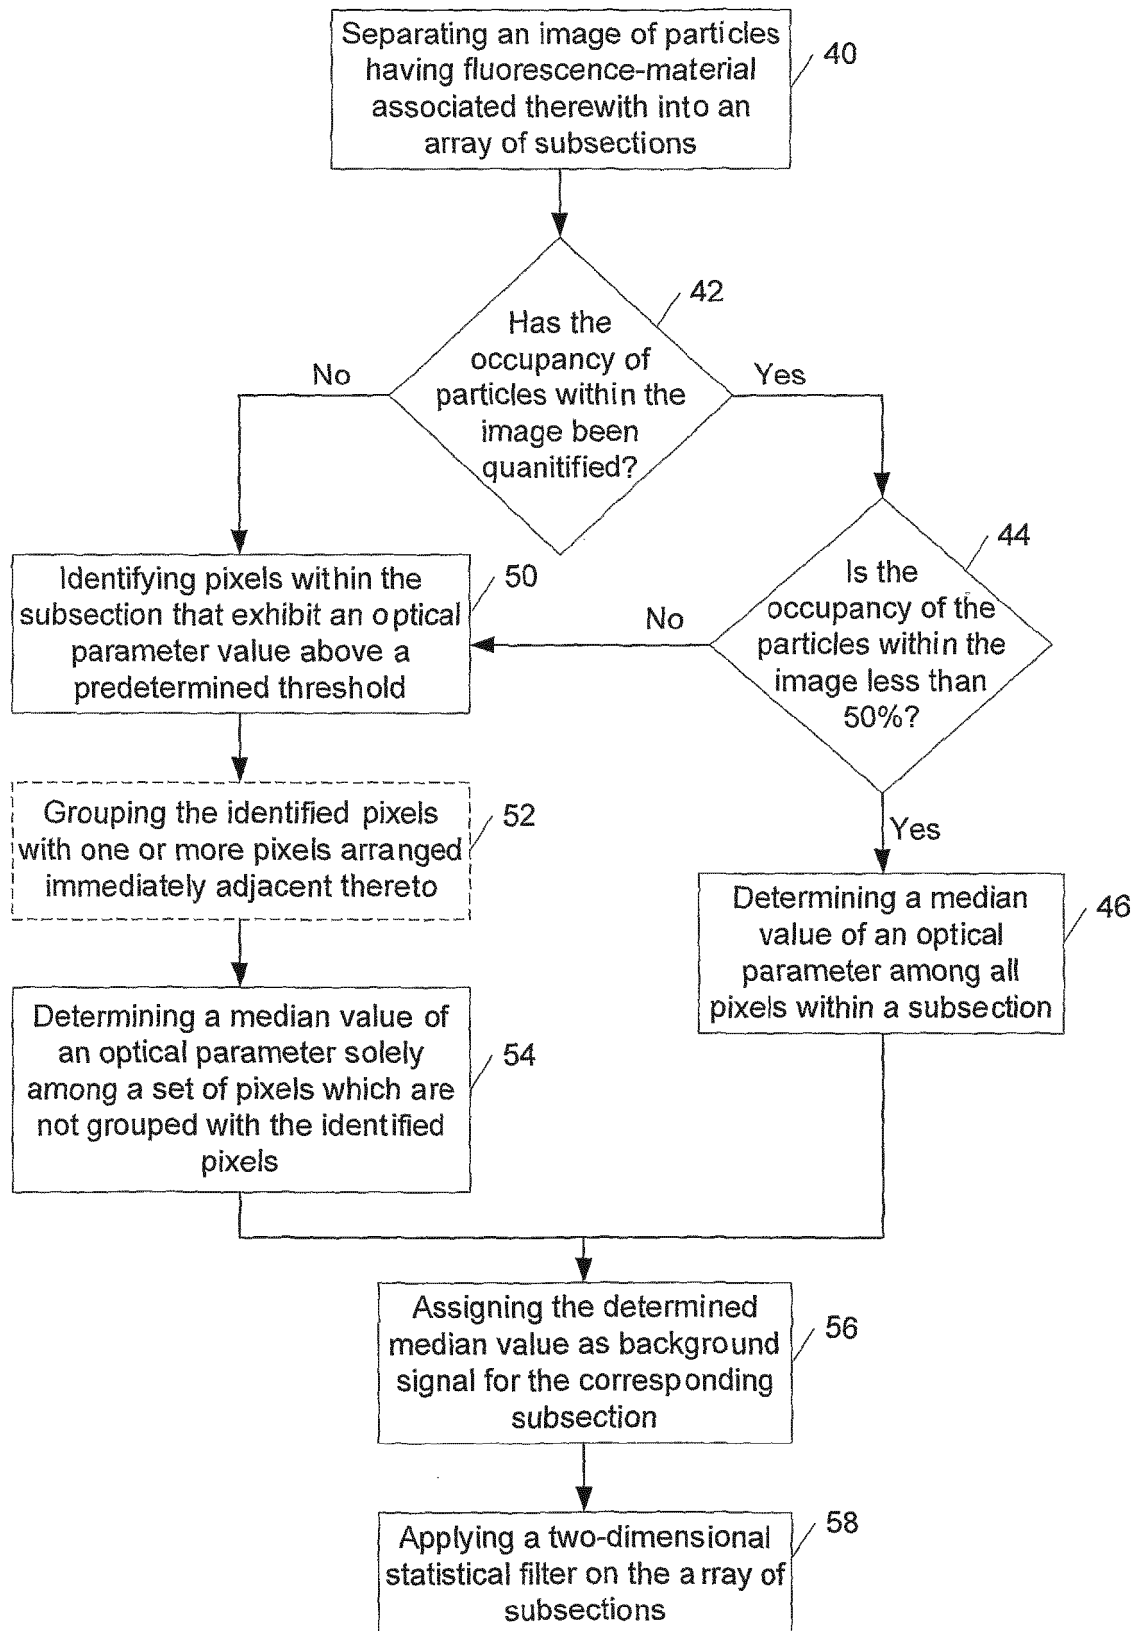 Separating an image of particles
having fluorescence-material
associated therewith into an
array of subsections
40
42
Has the
occupancy of
particles within the
image been
quanitified?
No
Yes
44
Is the
occupancy of the
particles within the
image less than
50%?
No
Yes
Identifying pixels within the
subsection that exhibit an optical
parameter value above a
predetermined threshold
50
Grouping the identified pixels
with one or more pixels arranged
immediately adjacent thereto
52
Determining a median
value of an optical
parameter among all
pixels within a subsection
46
Determining a median value of
an optical parameter solely
among a set of pixels which are
not grouped with the identified
pixels
54
Assigning the determined
median value as background
signal for the corresponding
subsection
56
Applying a two-dimensional
statistical filter on the array of
subsections
58